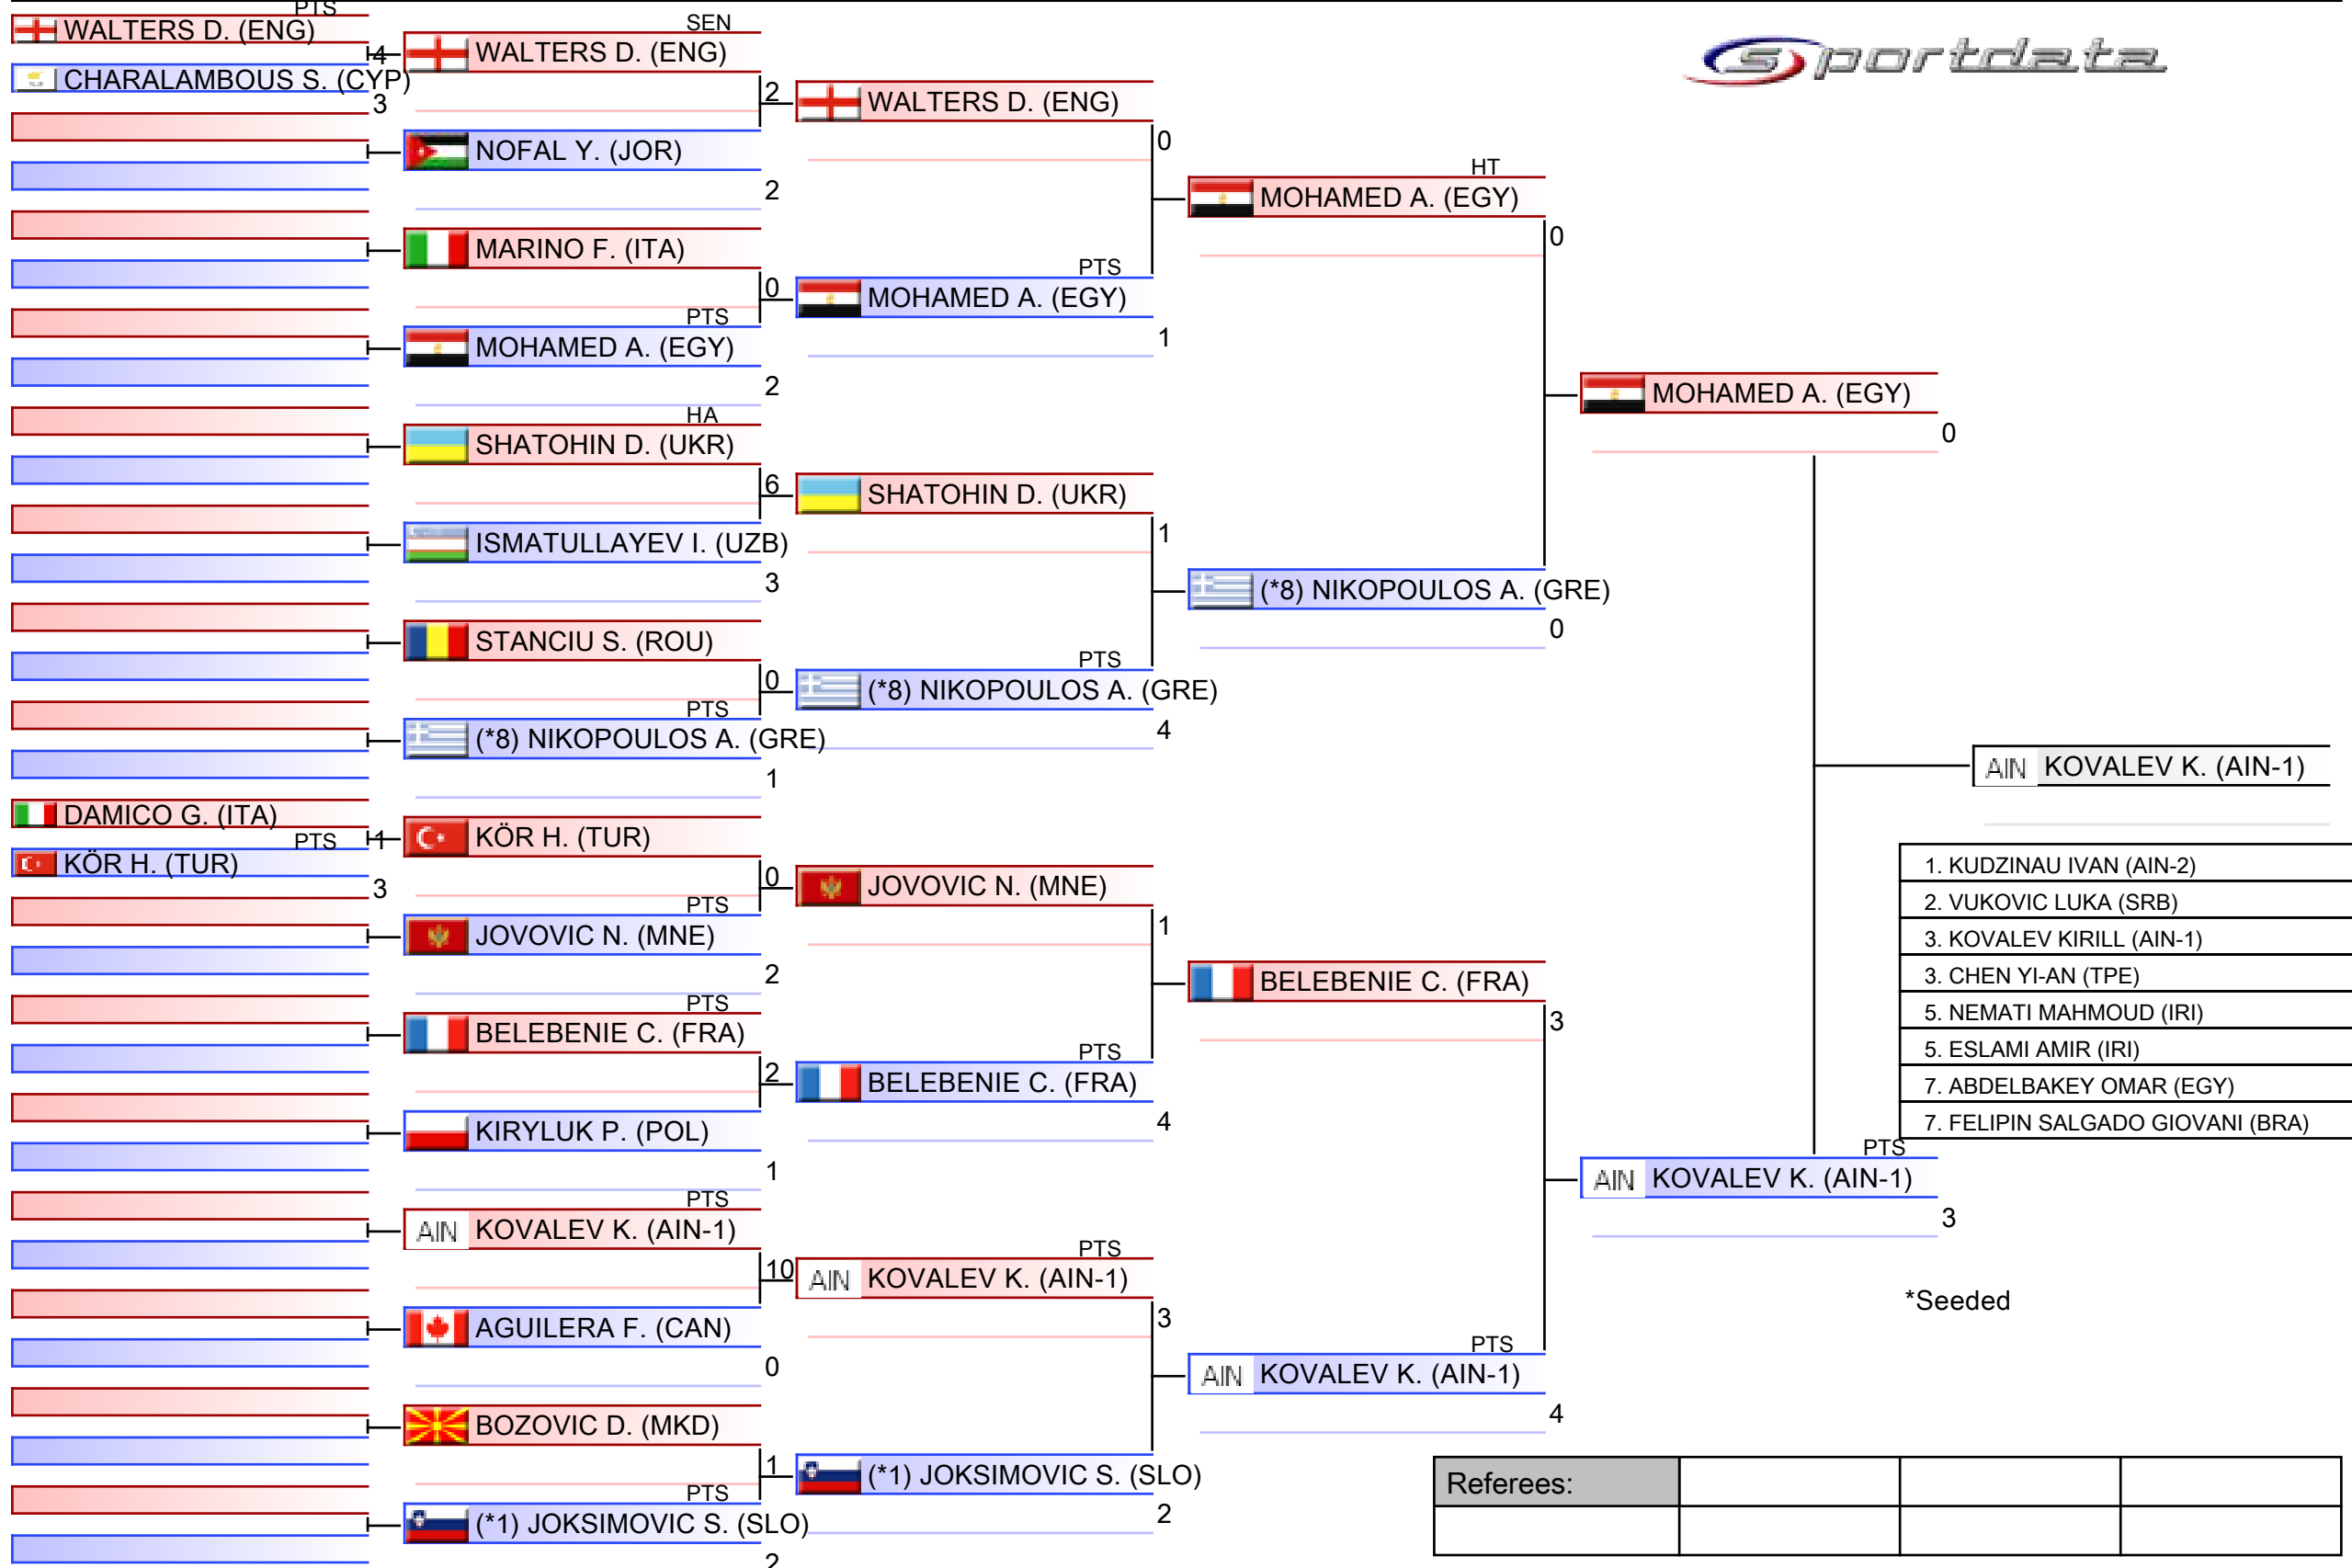 PTS
WALTERS D. (ENG)
4
CHARALAMBOUS S. (CYP)
3
DAMICO G. (ITA)
PTS
1
KÖR H. (TUR)
3
SEN
WALTERS D. (ENG)
2
NOFAL Y. (JOR)
2
MARINO F. (ITA)
0
PTS
MOHAMED A. (EGY)
2
HA
SHATOHIN D. (UKR)
6
ISMATULLAYEV I. (UZB)
3
STANCIU S. (ROU)
0
PTS
(*8) NIKOPOULOS A. (GRE)
1
KÖR H. (TUR)
0
PTS
JOVOVIC N. (MNE)
2
PTS
BELEBENIE C. (FRA)
2
KIRYLUK P. (POL)
1
PTS
AIN KOVALEV K. (AIN-1)
10
AGUILERA F. (CAN)
0
BOZOVIC D. (MKD)
1
PTS
(*1) JOKSIMOVIC S. (SLO)
2
WALTERS D. (ENG)
0
PTS
MOHAMED A. (EGY)
1
SHATOHIN D. (UKR)
1
PTS
(*8) NIKOPOULOS A. (GRE)
4
JOVOVIC N. (MNE)
1
PTS
BELEBENIE C. (FRA)
4
PTS
AIN KOVALEV K. (AIN-1)
3
(*1) JOKSIMOVIC S. (SLO)
2
HT
MOHAMED A. (EGY)
0
(*8) NIKOPOULOS A. (GRE)
0
BELEBENIE C. (FRA)
3
PTS
AIN KOVALEV K. (AIN-1)
4
MOHAMED A. (EGY)
0
PTS
AIN KOVALEV K. (AIN-1)
3
AIN KOVALEV K. (AIN-1)
sportdata
1. KUDZINAU IVAN (AIN-2)
2. VUKOVIC LUKA (SRB)
3. KOVALEV KIRILL (AIN-1)
3. CHEN YI-AN (TPE)
5. NEMATI MAHMOUD (IRI)
5. ESLAMI AMIR (IRI)
7. ABDELBAKEY OMAR (EGY)
7. FELIPIN SALGADO GIOVANI (BRA)
*Seeded
Referees: